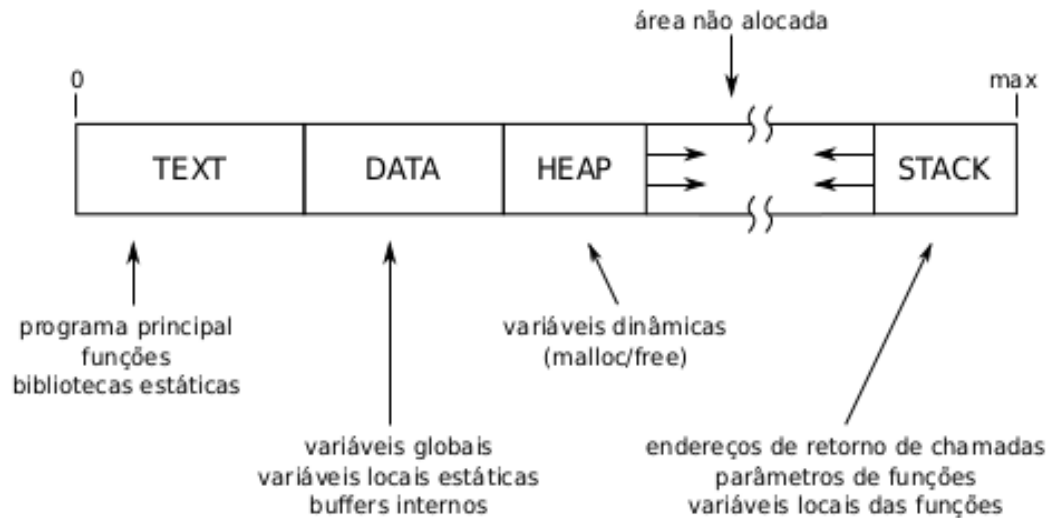 área não alocada
0
max
TEXT
DATA
HEAP
STACK
programa principal
funções
bibliotecas estáticas
variáveis dinâmicas
(malloc/free)
variáveis globais
variáveis locais estáticas
buffers internos
endereços de retorno de chamadas
parâmetros de funções
variáveis locais das funções